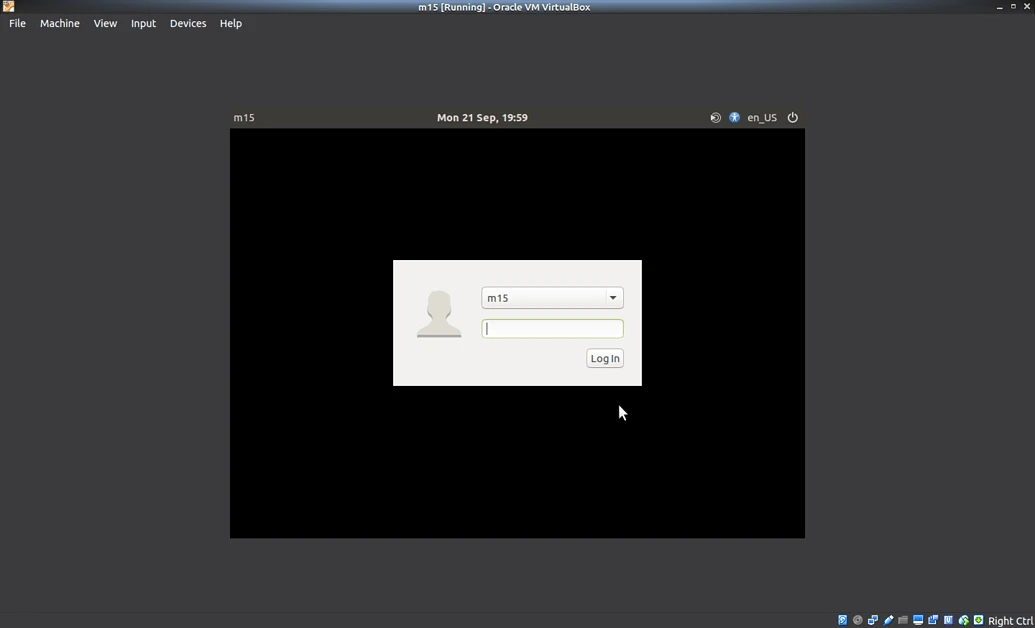 m15 [Running] - Oracle VM VirtualBox
File Machine View Input Devices Help
m15 Mon 21 Sep, 19:59 en_US
m15
Log In
Right Ctrl